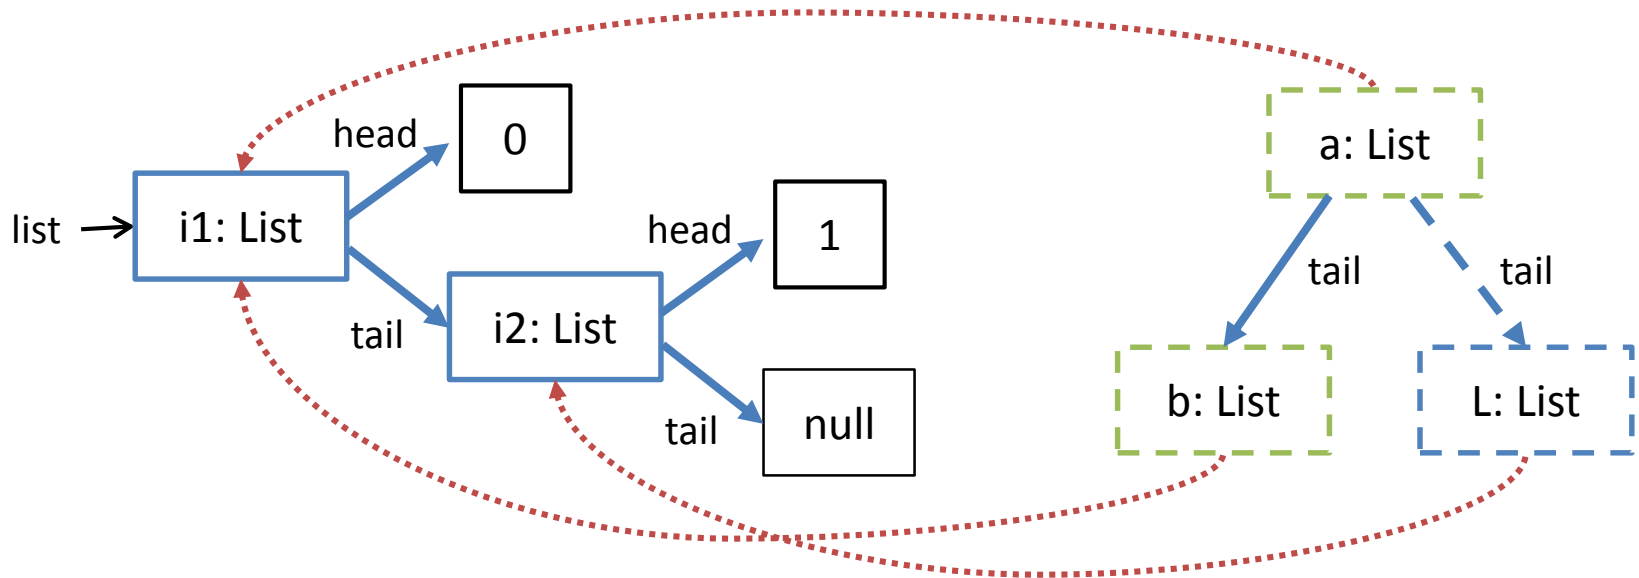 head
0
a: List
list
i1: List
head
1
tail
tail
tail
i2: List
b: List
L: List
tail
null